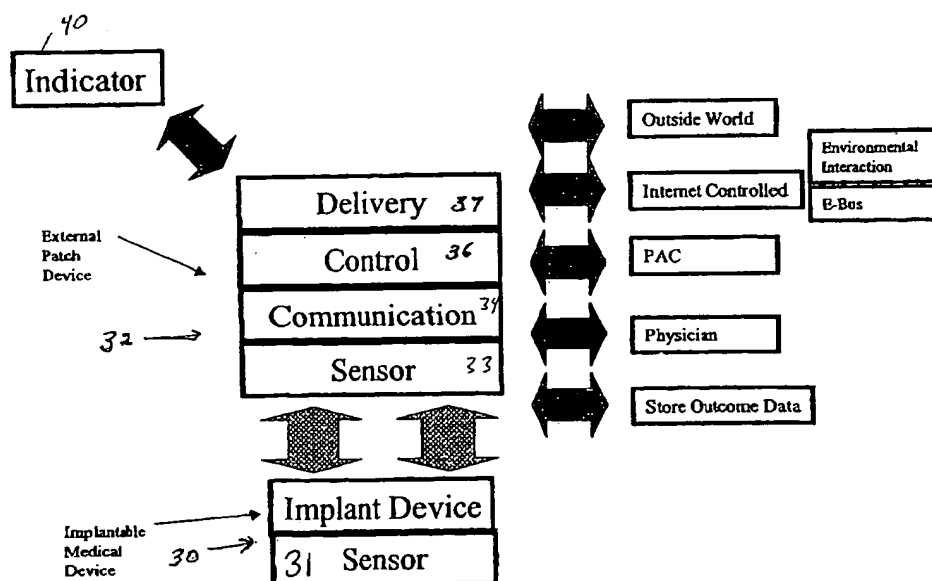 40
Indicator
Outside World
Environmental
Interaction
Internet Controlled
E-Bus
Delivery 37
External
Patch
Device
Control 36
PAC
Communication 34
32
Physician
Sensor 33
Store Outcome Data
Implant Device
Implantable
Medical
Device
30
31 Sensor